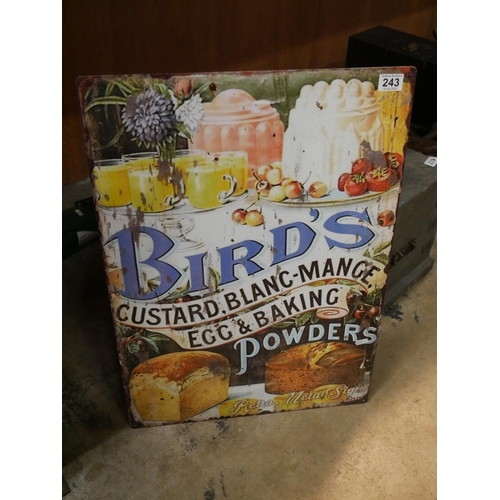 243
BIRD'S
CUSTARD, BLANC-MANGE,
EGG & BAKING
POWDERS
Retro Metal Sign